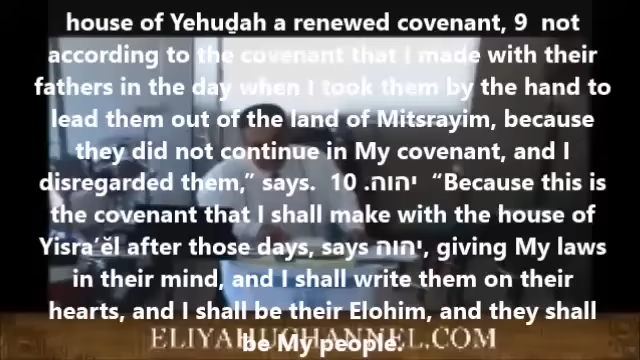 house of Yehuḏah a renewed covenant, 9  not
according to the covenant that I made with their
fathers in the day when I took them by the hand to
lead them out of the land of Mitsrayim, because
they did not continue in My covenant, and I
disregarded them,” says.  10 .יהוה  “Because this is
the covenant that I shall make with the house of
Yisra’ĕl after those days, says יהוה, giving My laws
in their mind, and I shall write them on their
hearts, and I shall be their Elohim, and they shall
be My people.
ELIYAHUCHANNEL.COM